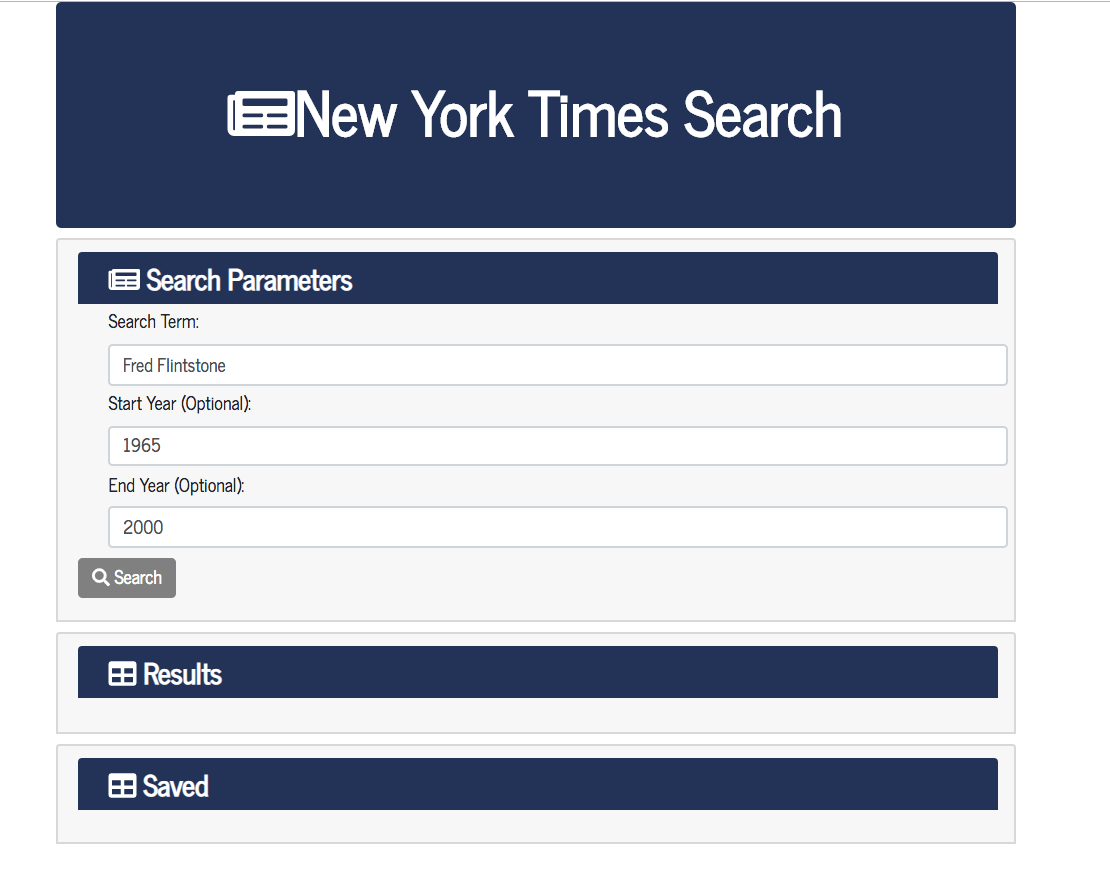 New York Times Search
Search Parameters
Search Term:
Fred Flintstone
Start Year (Optional):
1965
End Year (Optional):
2000
Search
Results
Saved